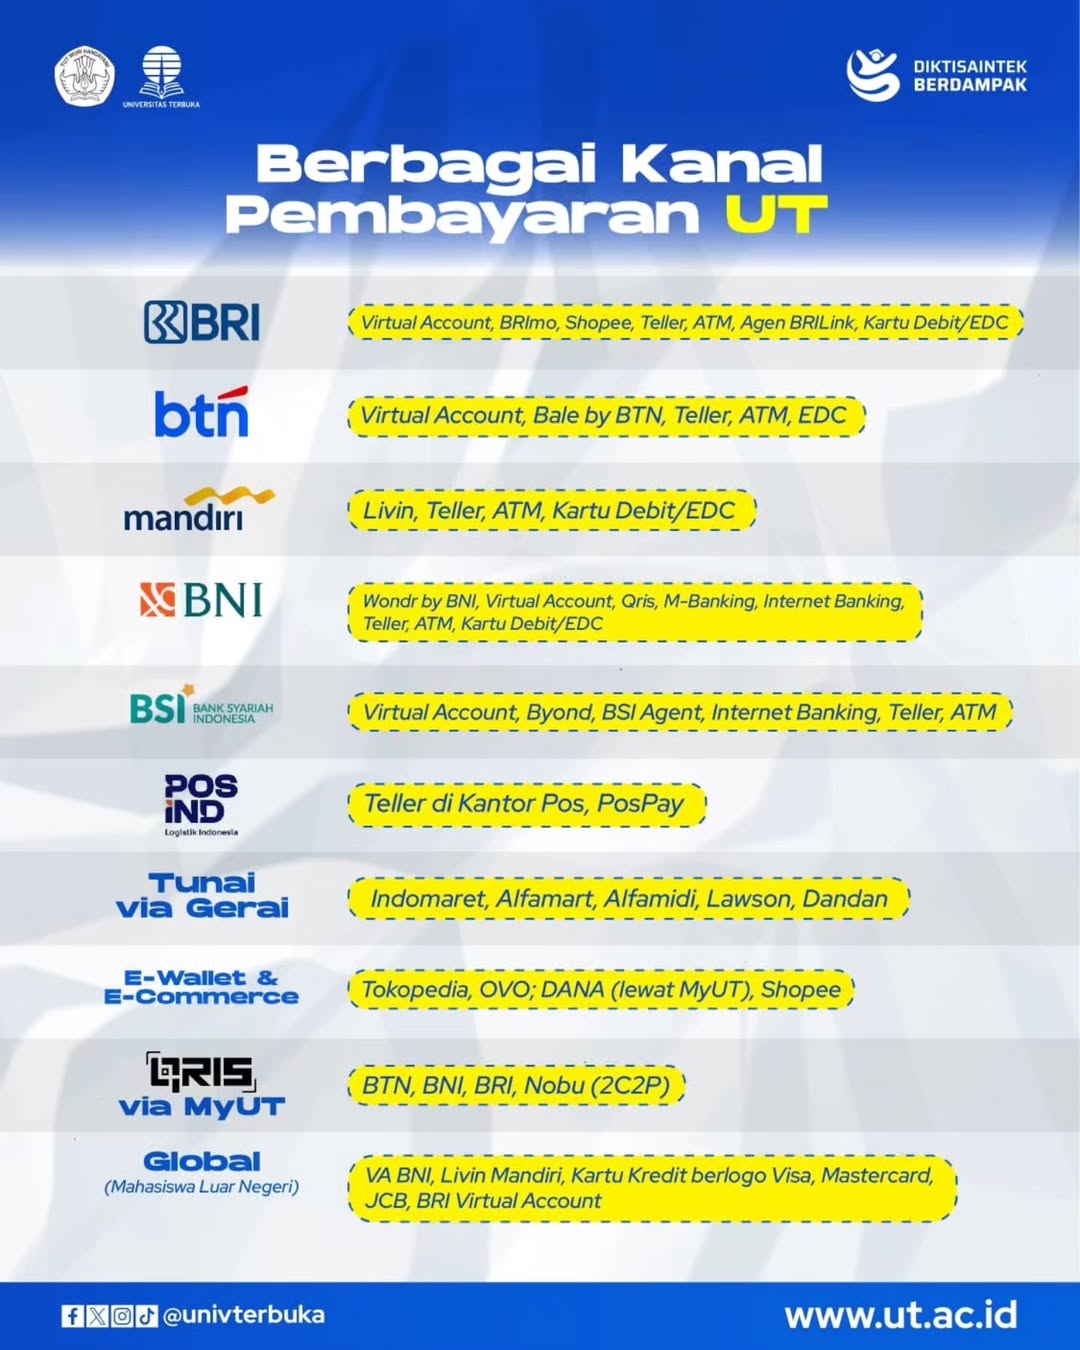 TUT WURI HANDAYANI
UNIVERSITAS TERBUKA
DIKTISAINTEK
BERDAMPAK
Berbagai Kanal
Pembayaran UT
BRI
Virtual Account, BRImo, Shopee, Teller, ATM, Agen BRILink, Kartu Debit/EDC
btn
Virtual Account, Bale by BTN, Teller, ATM, EDC
mandiri
Livin, Teller, ATM, Kartu Debit/EDC
BNI
Wondr by BNI, Virtual Account, Qris, M-Banking, Internet Banking,
Teller, ATM, Kartu Debit/EDC
BSI BANK SYARIAH
INDONESIA
Virtual Account, Byond, BSI Agent, Internet Banking, Teller, ATM
POS
IND
Logistik Indonesia
Teller di Kantor Pos, PosPay
Tunai
via Gerai
Indomaret, Alfamart, Alfamidi, Lawson, Dandan
E-Wallet &
E-Commerce
Tokopedia, OVO; DANA (lewat MyUT), Shopee
QRIS
via MyUT
BTN, BNI, BRI, Nobu (2C2P)
Global
(Mahasiswa Luar Negeri)
VA BNI, Livin Mandiri, Kartu Kredit berlogo Visa, Mastercard,
JCB, BRI Virtual Account
@univterbuka
www.ut.ac.id